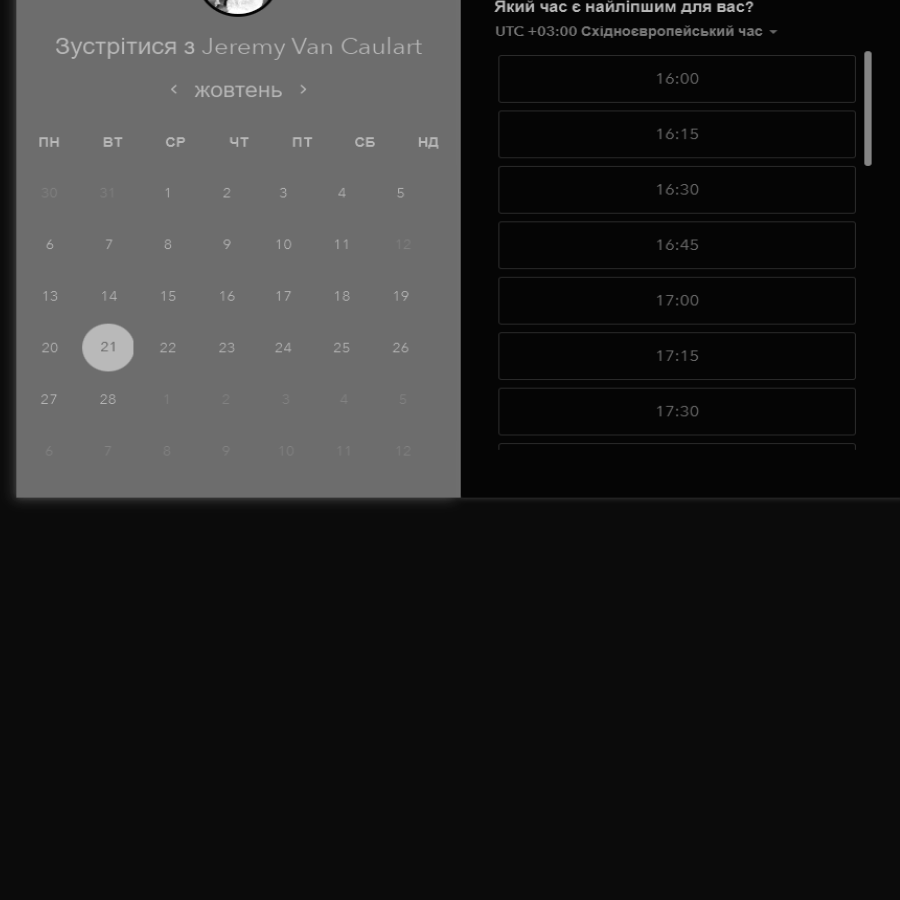 Зустрітися з Jeremy Van Caulart
жовтень
ПН ВТ СР ЧТ ПТ СБ НД
30 31 1 2 3 4 5
6 7 8 9 10 11 12
13 14 15 16 17 18 19
20 21 22 23 24 25 26
27 28 1 2 3 4 5
6 7 8 9 10 11 12
Який час є найліпшим для вас?
UTC +03:00 Східноєвропейський час
16:00
16:15
16:30
16:45
17:00
17:15
17:30